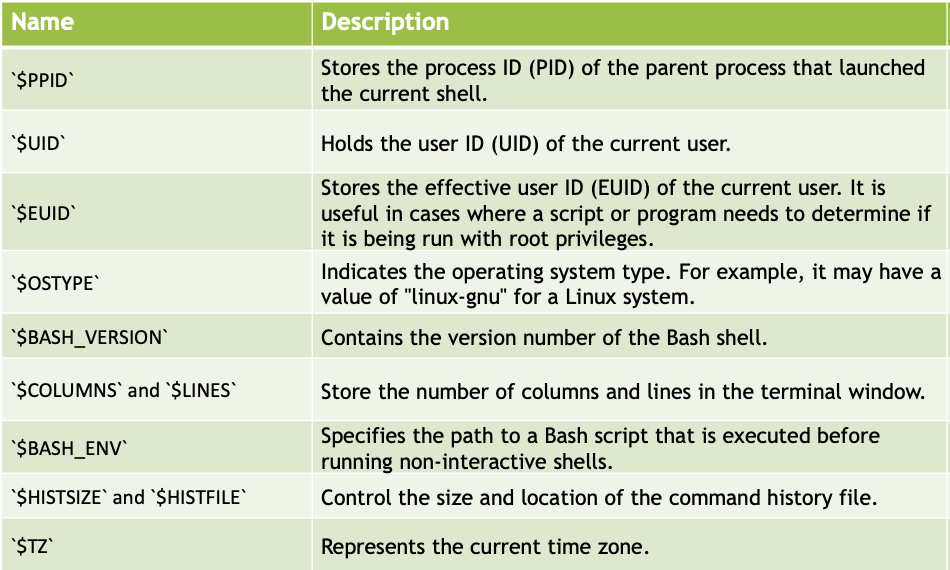 Name Description
`$PPID` Stores the process ID (PID) of the parent process that launched
the current shell.
`$UID` Holds the user ID (UID) of the current user.
`$EUID` Stores the effective user ID (EUID) of the current user. It is
useful in cases where a script or program needs to determine if
it is being run with root privileges.
`$OSTYPE` Indicates the operating system type. For example, it may have a
value of "linux-gnu" for a Linux system.
`$BASH_VERSION` Contains the version number of the Bash shell.
`$COLUMNS` and `$LINES` Store the number of columns and lines in the terminal window.
`$BASH_ENV` Specifies the path to a Bash script that is executed before
running non-interactive shells.
`$HISTSIZE` and `$HISTFILE` Control the size and location of the command history file.
`$TZ` Represents the current time zone.